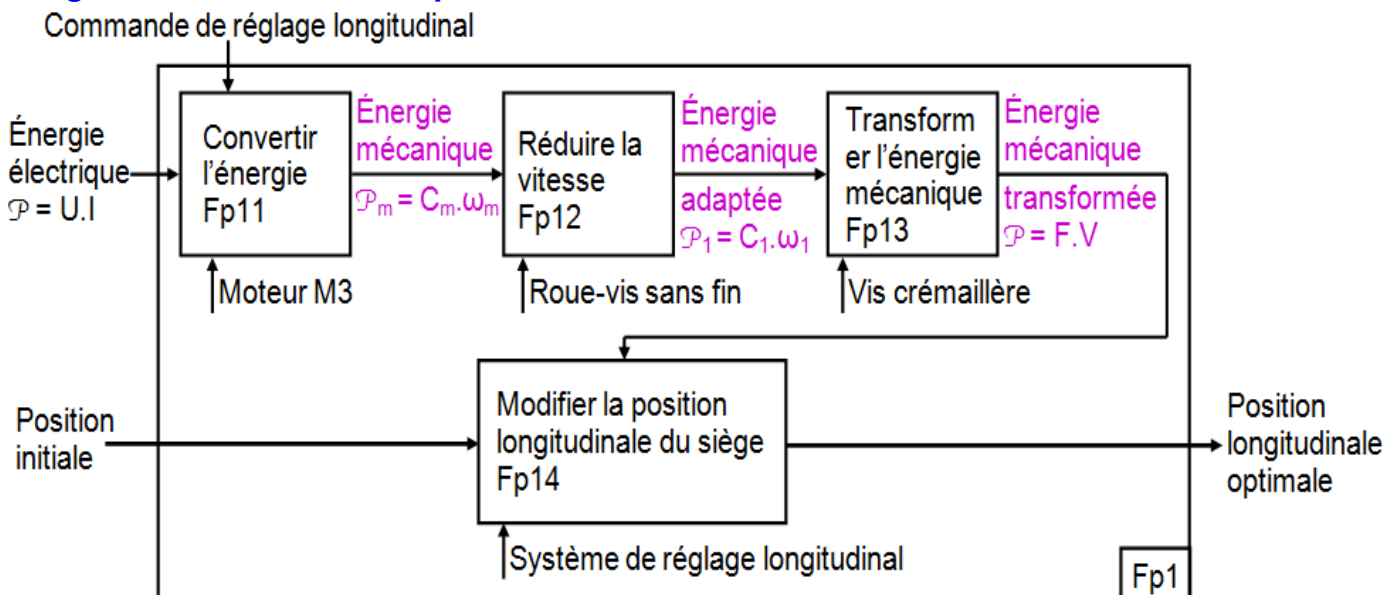 Commande de réglage longitudinal
Énergie
électrique
𝒫 = U.I
Convertir
l’énergie
Fp11
Énergie
mécanique
𝒫m = Cm.ωm
Réduire la
vitesse
Fp12
Énergie
mécanique
adaptée
𝒫1 = C1.ω1
Transform
er l’énergie
mécanique
Fp13
Énergie
mécanique
transformée
𝒫 = F.V
Moteur M3
Roue-vis sans fin
Vis crémaillère
Position
initiale
Modifier la position
longitudinale du siège
Fp14
Position
longitudinale
optimale
Système de réglage longitudinal
Fp1